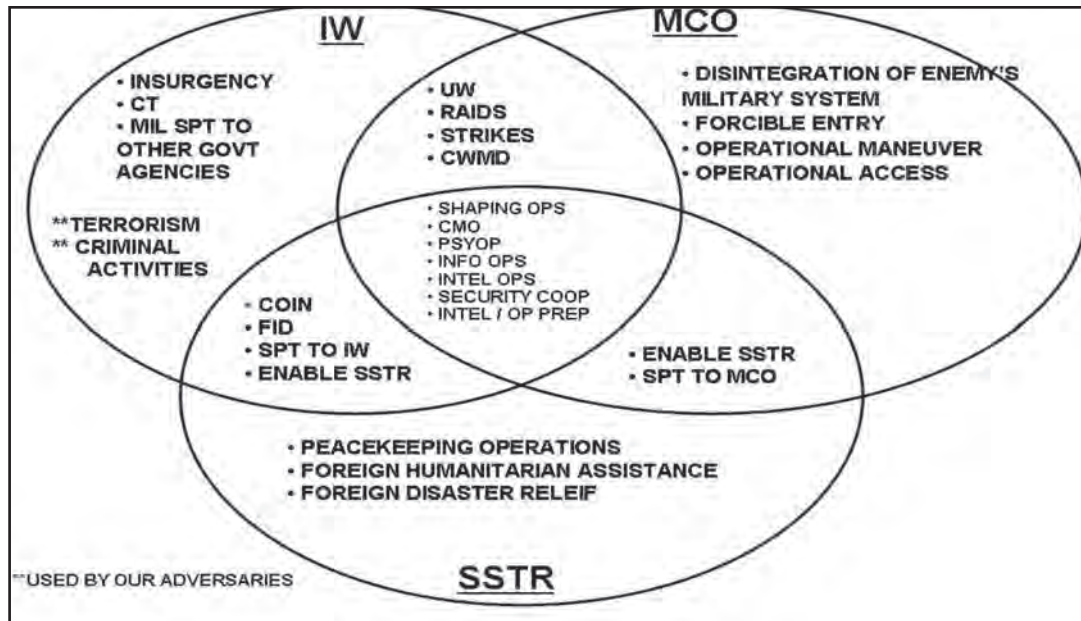 IW
MCO
• INSURGENCY
• CT
• MIL SPT TO
OTHER GOVT
AGENCIES
**TERRORISM
** CRIMINAL
ACTIVITIES
• UW
• RAIDS
• STRIKES
• CWMD
• DISINTEGRATION OF ENEMY'S
MILITARY SYSTEM
• FORCIBLE ENTRY
• OPERATIONAL MANEUVER
• OPERATIONAL ACCESS
• SHAPING OPS
• CMO
• PSYOP
• INFO OPS
• INTEL OPS
• SECURITY COOP
• INTEL / OP PREP
• COIN
• FID
• SPT TO IW
• ENABLE SSTR
• ENABLE SSTR
• SPT TO MCO
• PEACEKEEPING OPERATIONS
• FOREIGN HUMANITARIAN ASSISTANCE
• FOREIGN DISASTER RELEIF
SSTR
**USED BY OUR ADVERSARIES